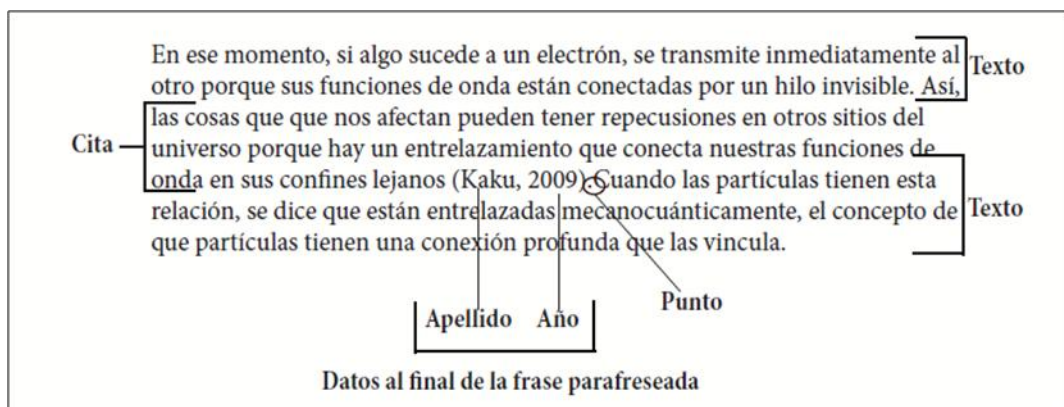 En ese momento, si algo sucede a un electrón, se transmite inmediatamente al
otro porque sus funciones de onda están conectadas por un hilo invisible. Así,
Texto
las cosas que que nos afectan pueden tener repecusiones en otros sitios del
Cita
universo porque hay un entrelazamiento que conecta nuestras funciones de
onda en sus confines lejanos (Kaku, 2009). Cuando las partículas tienen esta
relación, se dice que están entrelazadas mecanocuánticamente, el concepto de
Texto
que partículas tienen una conexión profunda que las vincula.
Apellido Año
Punto
Datos al final de la frase parafreseada